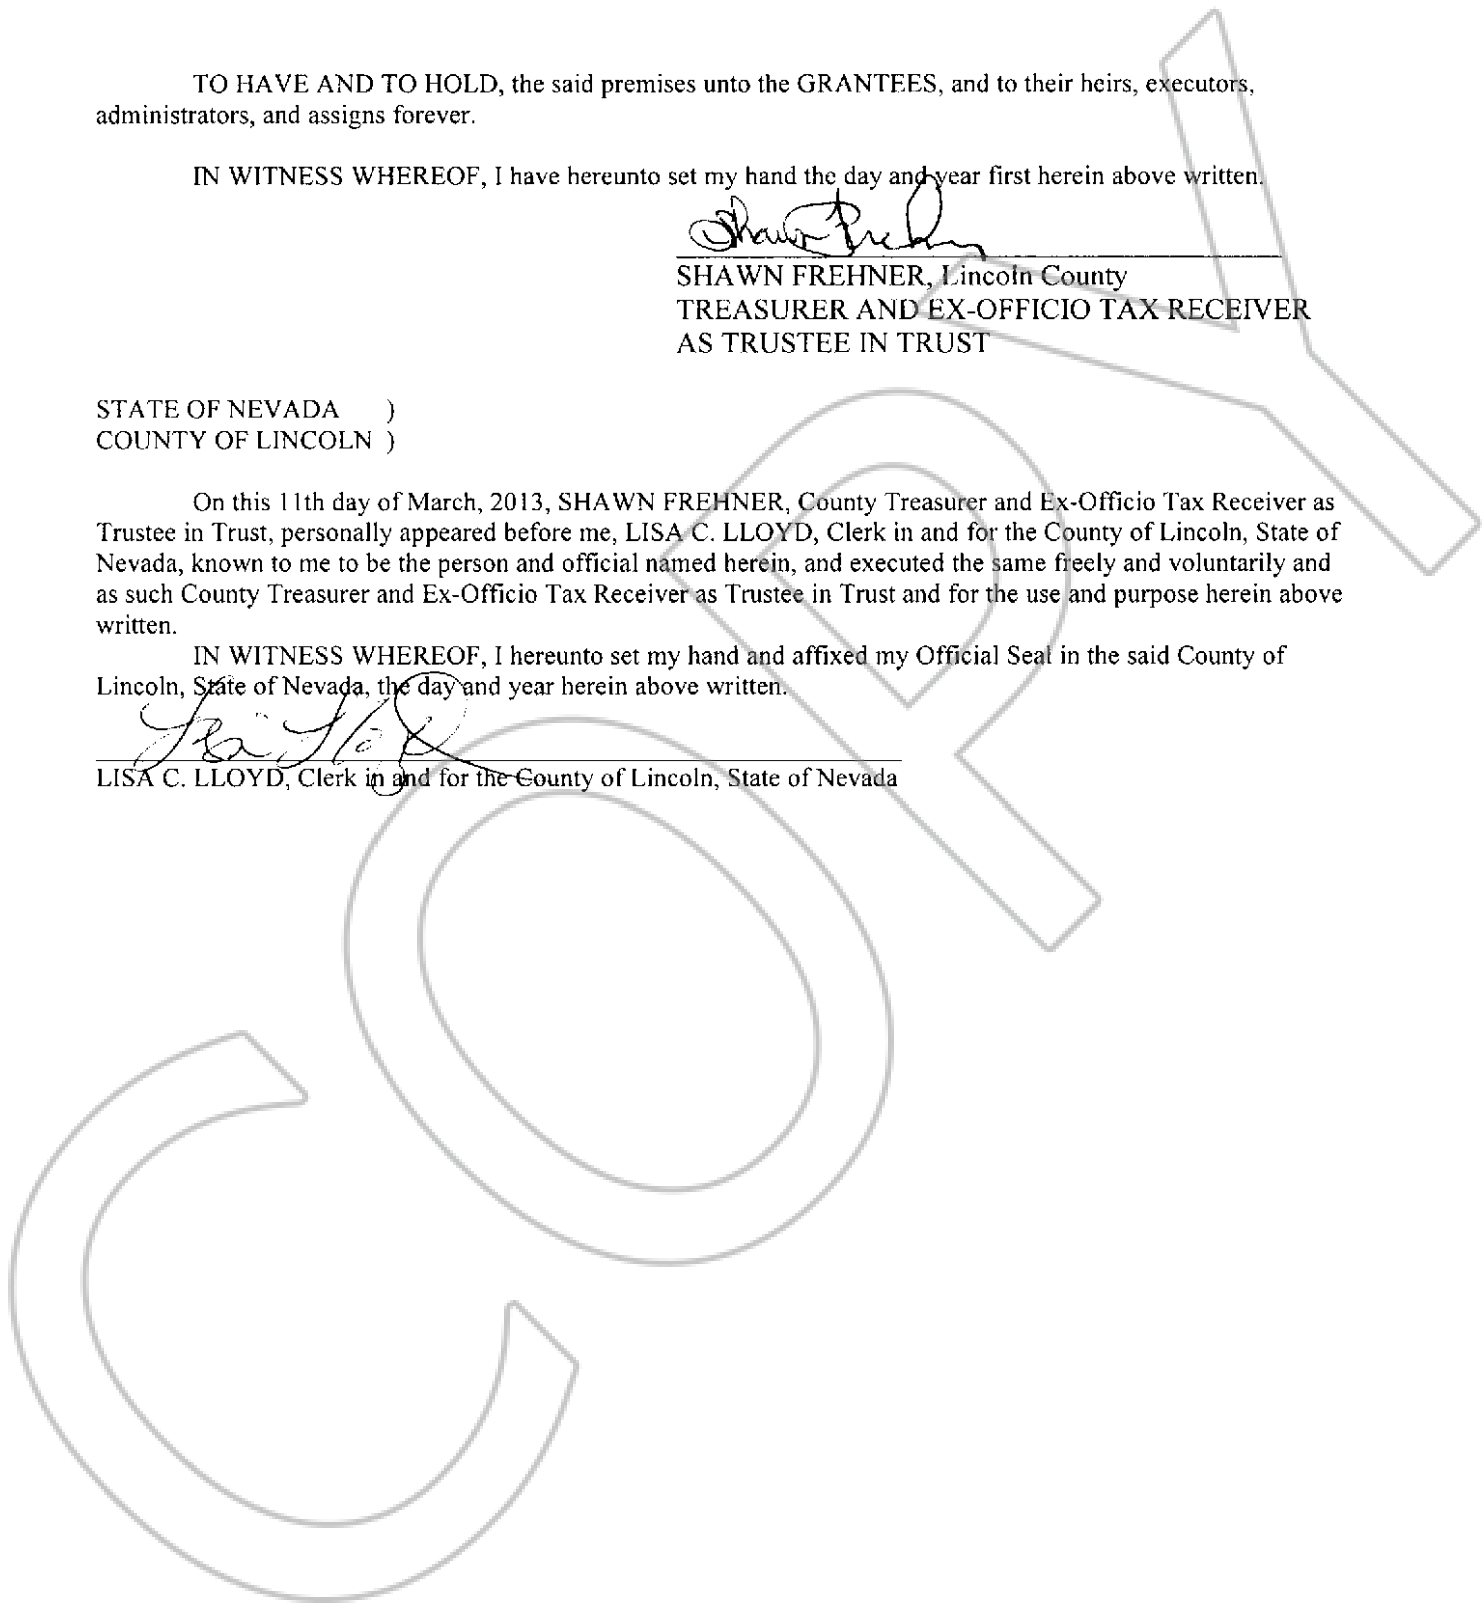 TO HAVE AND TO HOLD, the said premises unto the GRANTEES, and to their heirs, executors,
administrators, and assigns forever.
IN WITNESS WHEREOF, I have hereunto set my hand the day and year first herein above written.
Shawn Frehner
SHAWN FREHNER, Lincoln County
TREASURER AND EX-OFFICIO TAX RECEIVER
AS TRUSTEE IN TRUST
STATE OF NEVADA )
COUNTY OF LINCOLN )
On this 11th day of March, 2013, SHAWN FREHNER, County Treasurer and Ex-Officio Tax Receiver as
Trustee in Trust, personally appeared before me, LISA C. LLOYD, Clerk in and for the County of Lincoln, State of
Nevada, known to me to be the person and official named herein, and executed the same freely and voluntarily and
as such County Treasurer and Ex-Officio Tax Receiver as Trustee in Trust and for the use and purpose herein above
written.
IN WITNESS WHEREOF, I hereunto set my hand and affixed my Official Seal in the said County of
Lincoln, State of Nevada, the day and year herein above written.
Lisa Lloyd
LISA C. LLOYD, Clerk in and for the County of Lincoln, State of Nevada
COPY